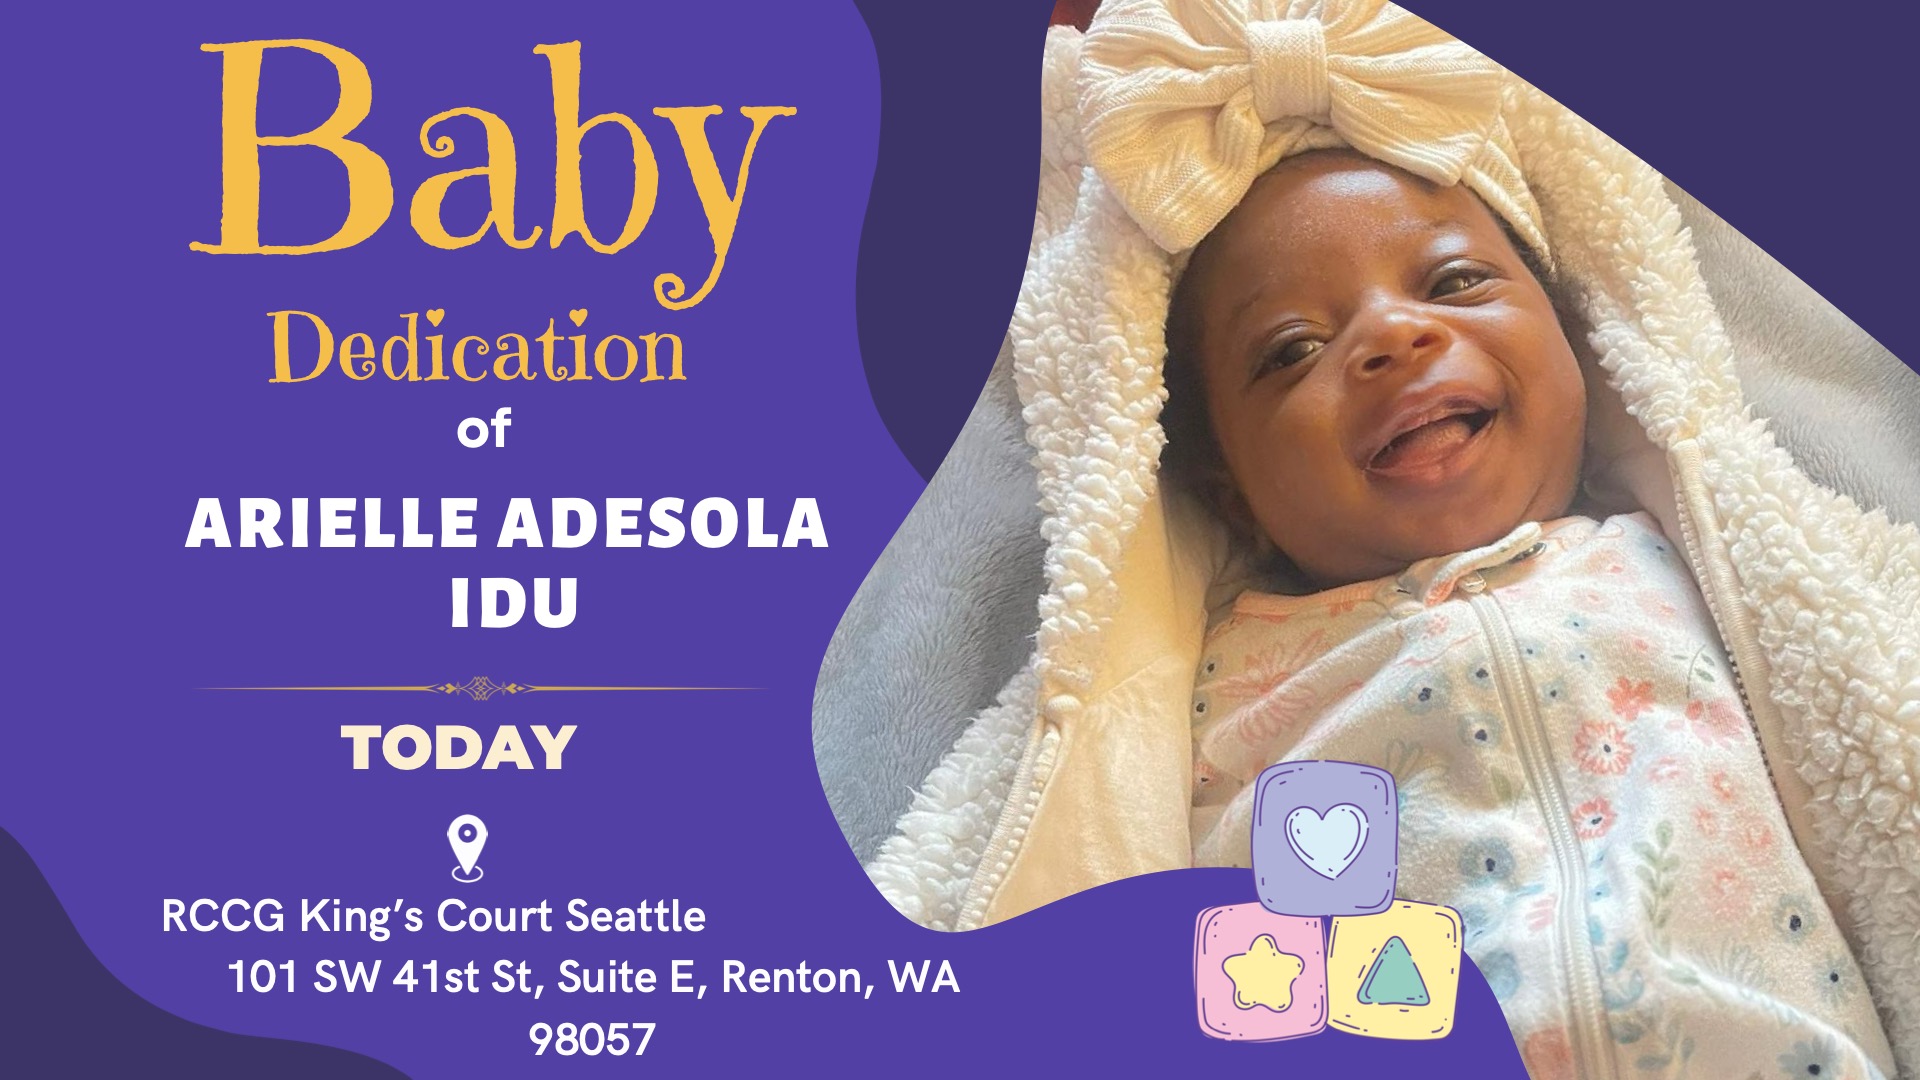 Baby
Dedication
of
ARIELLE ADESOLA
IDU
TODAY
RCCG King’s Court Seattle
101 SW 41st St, Suite E, Renton, WA
98057